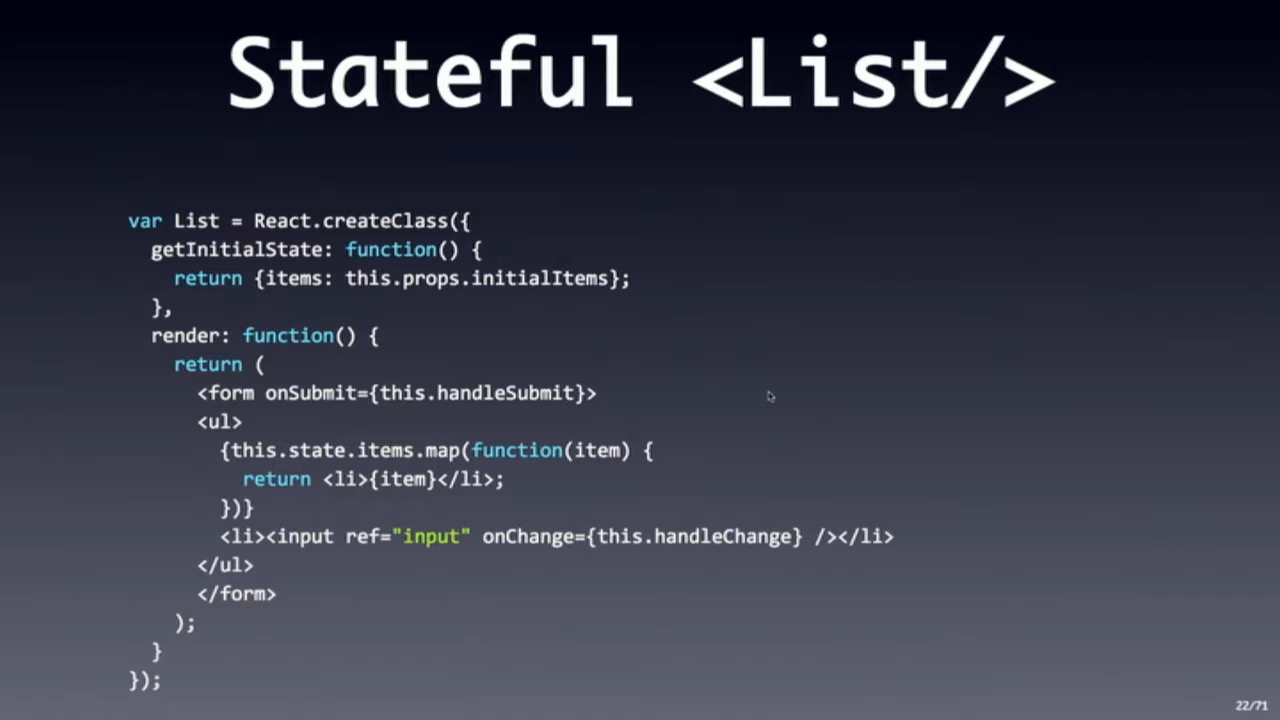 Stateful <List/>
var List = React.createClass({
  getInitialState: function() {
    return {items: this.props.initialItems};
  },
  render: function() {
    return (
      <form onSubmit={this.handleSubmit}>
      <ul>
        {this.state.items.map(function(item) {
          return <li>{item}</li>;
        })}
        <li><input ref="input" onChange={this.handleChange} /></li>
      </ul>
      </form>
    );
  }
});
22/71